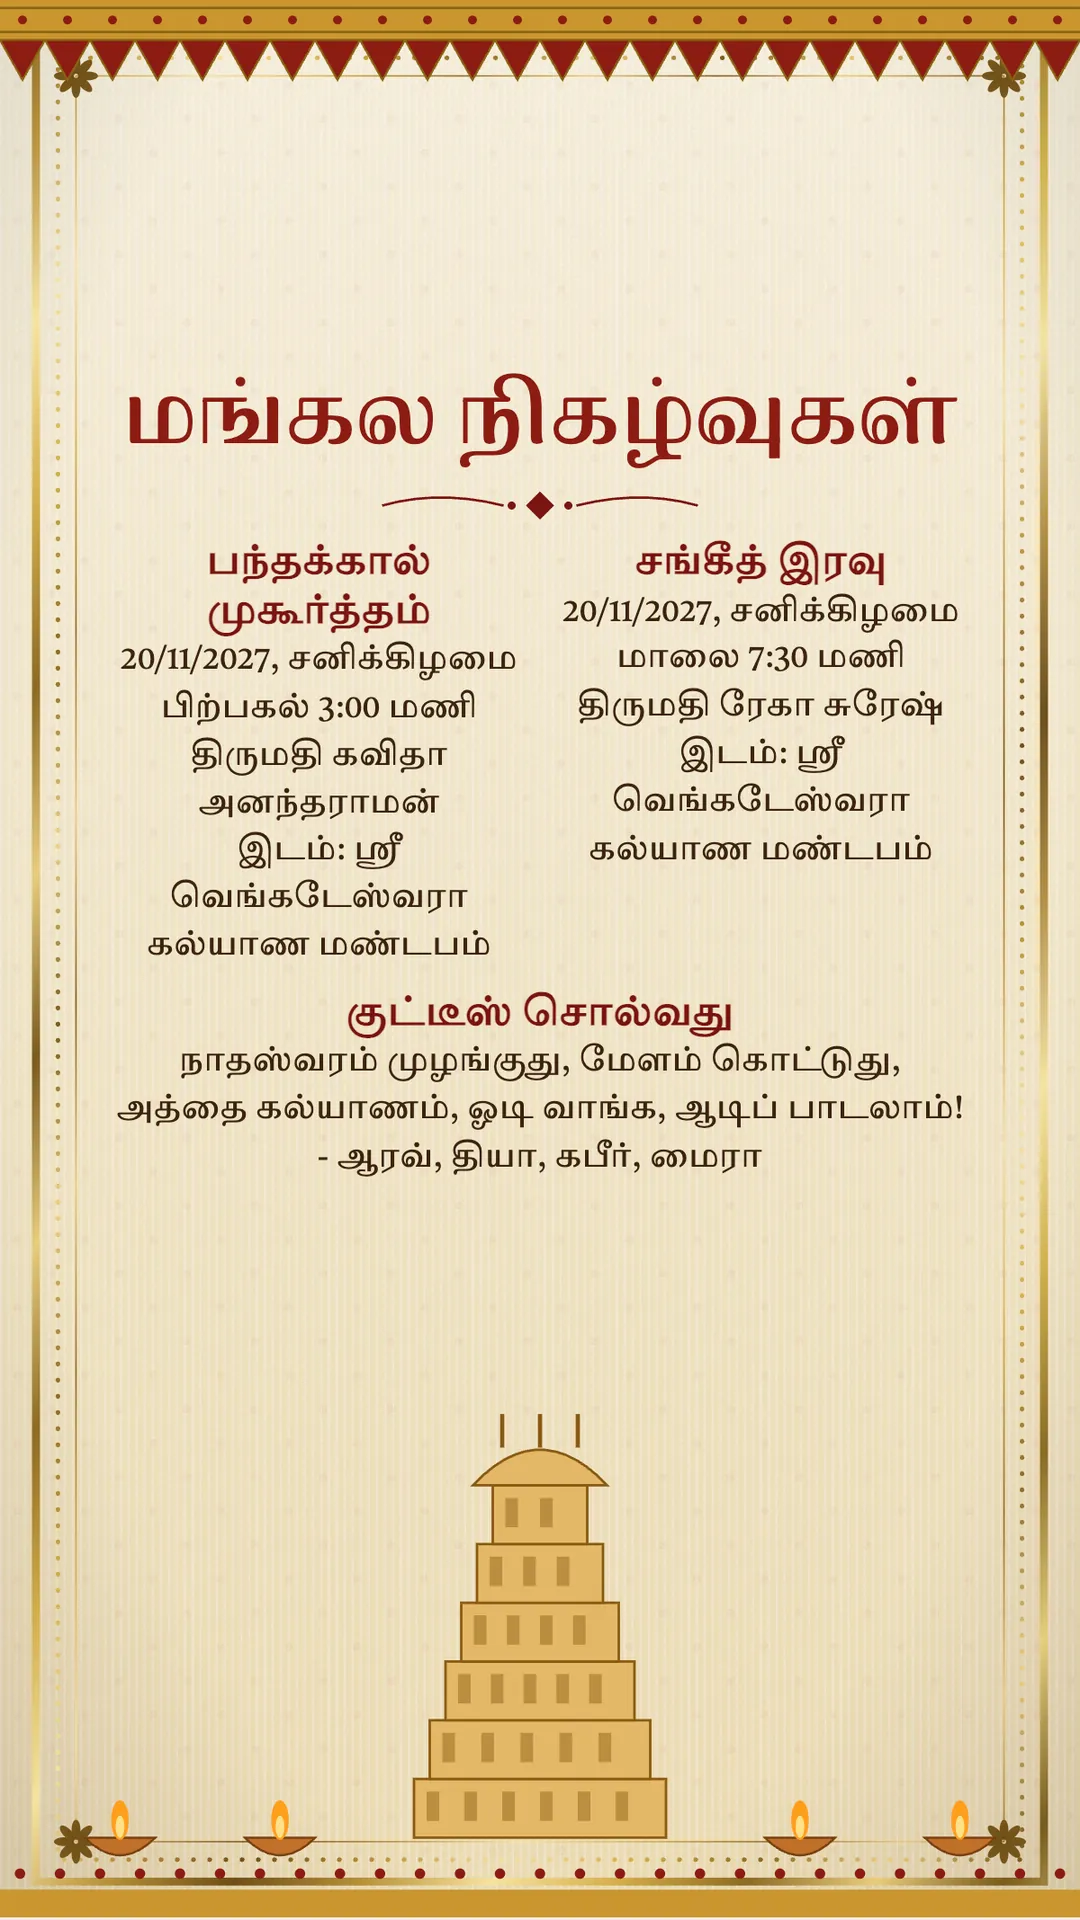 மங்கல நிகழ்வுகள்
பந்தக்கால்
முகூர்த்தம்
20/11/2027, சனிக்கிழமை
பிற்பகல் 3:00 மணி
திருமதி கவிதா
அனந்தராமன்
இடம்: ஸ்ரீ
வெங்கடேஸ்வரா
கல்யாண மண்டபம்
சங்கீத் இரவு
20/11/2027, சனிக்கிழமை
மாலை 7:30 மணி
திருமதி ரேகா சுரேஷ்
இடம்: ஸ்ரீ
வெங்கடேஸ்வரா
கல்யாண மண்டபம்
குட்டீஸ் சொல்வது
நாதஸ்வரம் முழங்குது, மேளம் கொட்டுது,
அத்தை கல்யாணம், ஓடி வாங்க, ஆடிப் பாடலாம்!
- ஆரவ், தியா, கபீர், மைரா